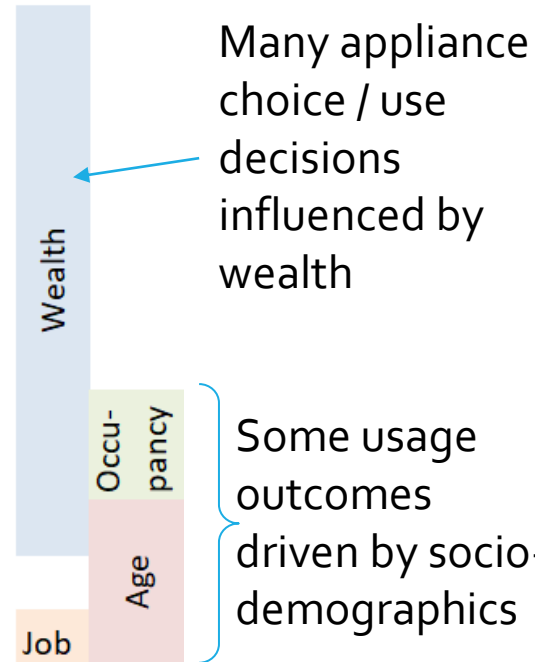 Many appliance
choice / use
decisions
influenced by
wealth
Wealth
Occu-
pancy
Age
Some usage
outcomes
driven by socio-
demographics
Job